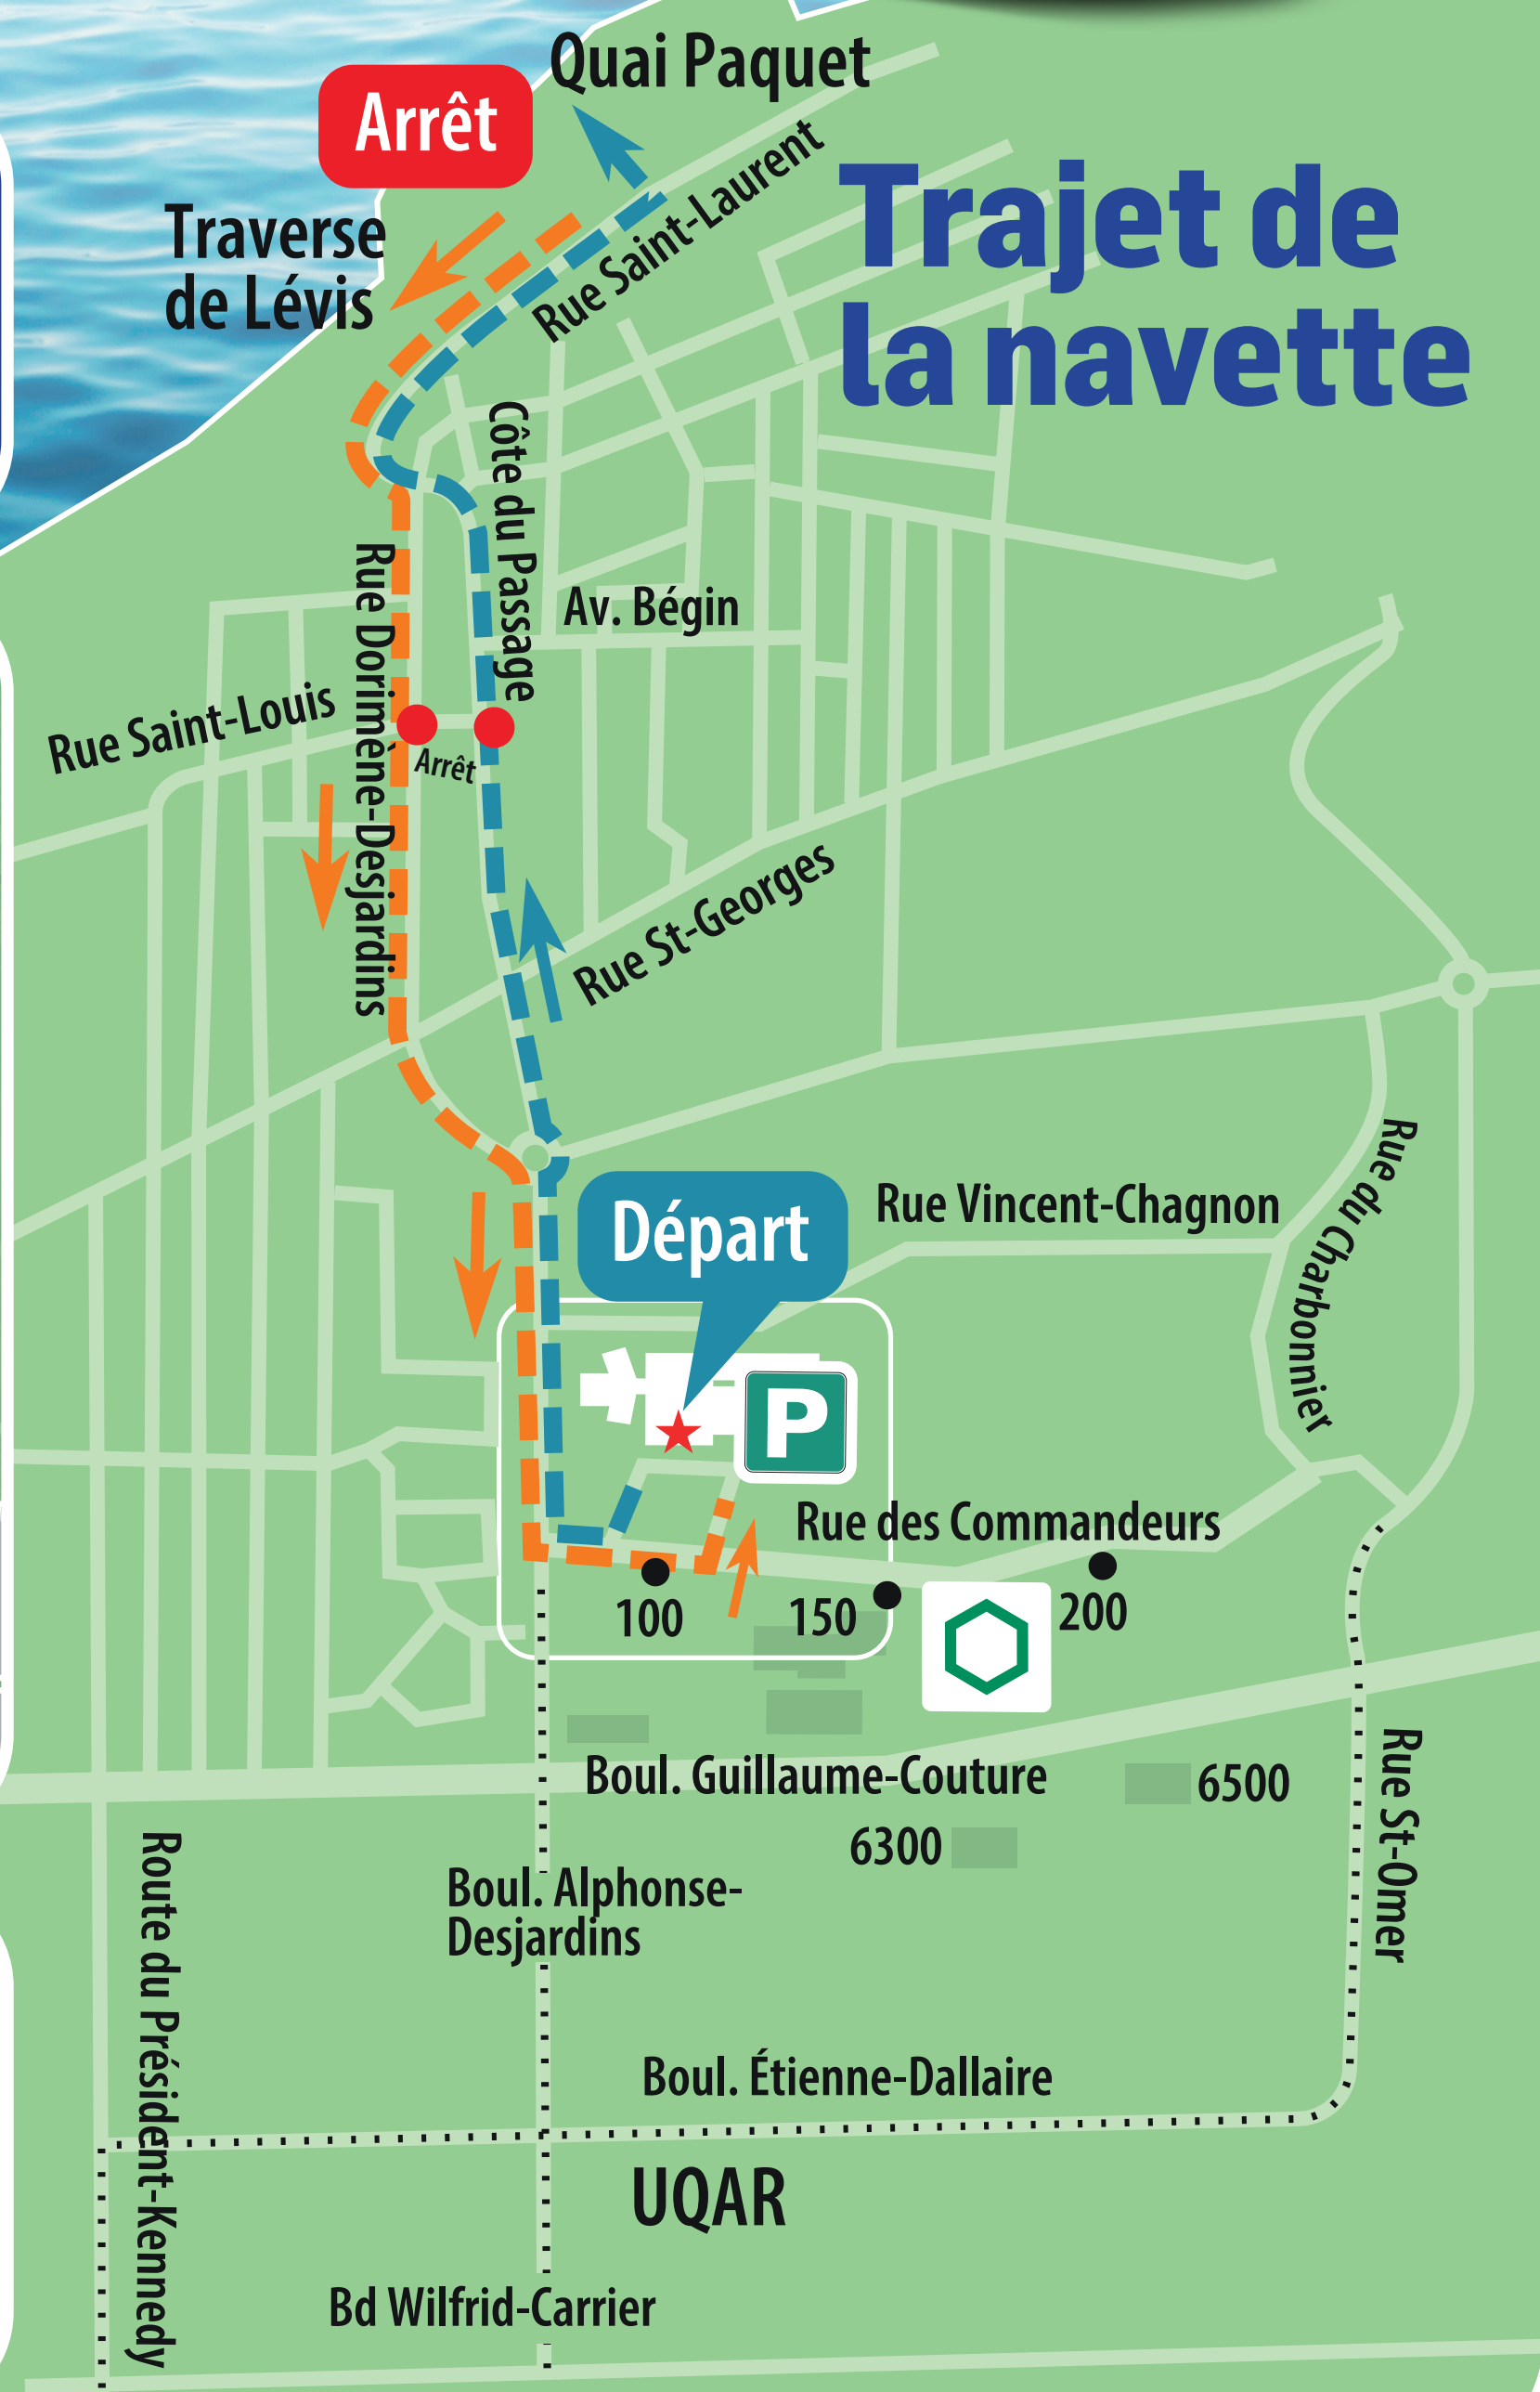 Quai Paquet
Arrêt
Traverse
de Lévis
Rue Saint-Laurent
Trajet de
la navette
Côte du Passage
Rue Dorimène-Desjardins
Av. Bégin
Rue Saint-Louis
Arrêt
Rue St-Georges
Départ
Rue Vincent-Chagnon
Rue du Charbonnier
P
Rue des Commandeurs
100
150
200
Boul. Guillaume-Couture
6500
6300
Rue St-Omer
Boul. Alphonse-
Desjardins
Route du Président-Kennedy
Boul. Étienne-Dallaire
UQAR
Bd Wilfrid-Carrier